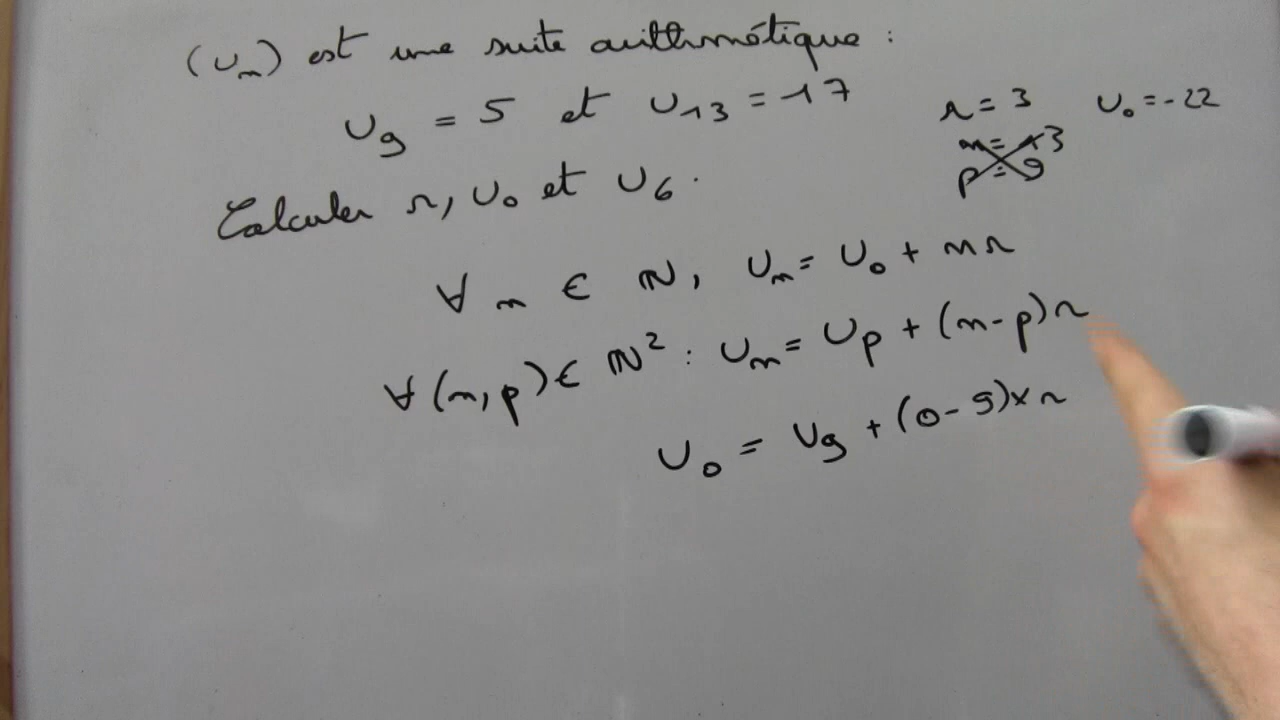 (Un) est une suite arithmétique :
U9 = 5 et U13 = 17
r = 3 U0 = -22
n = 13
p = 9
Calculer r, U0 et U6.
∀ n ∈ ℕ, Un = U0 + nr
∀ (n,p) ∈ ℕ² : Un = Up + (n-p)r
U0 = U9 + (0-9)×r